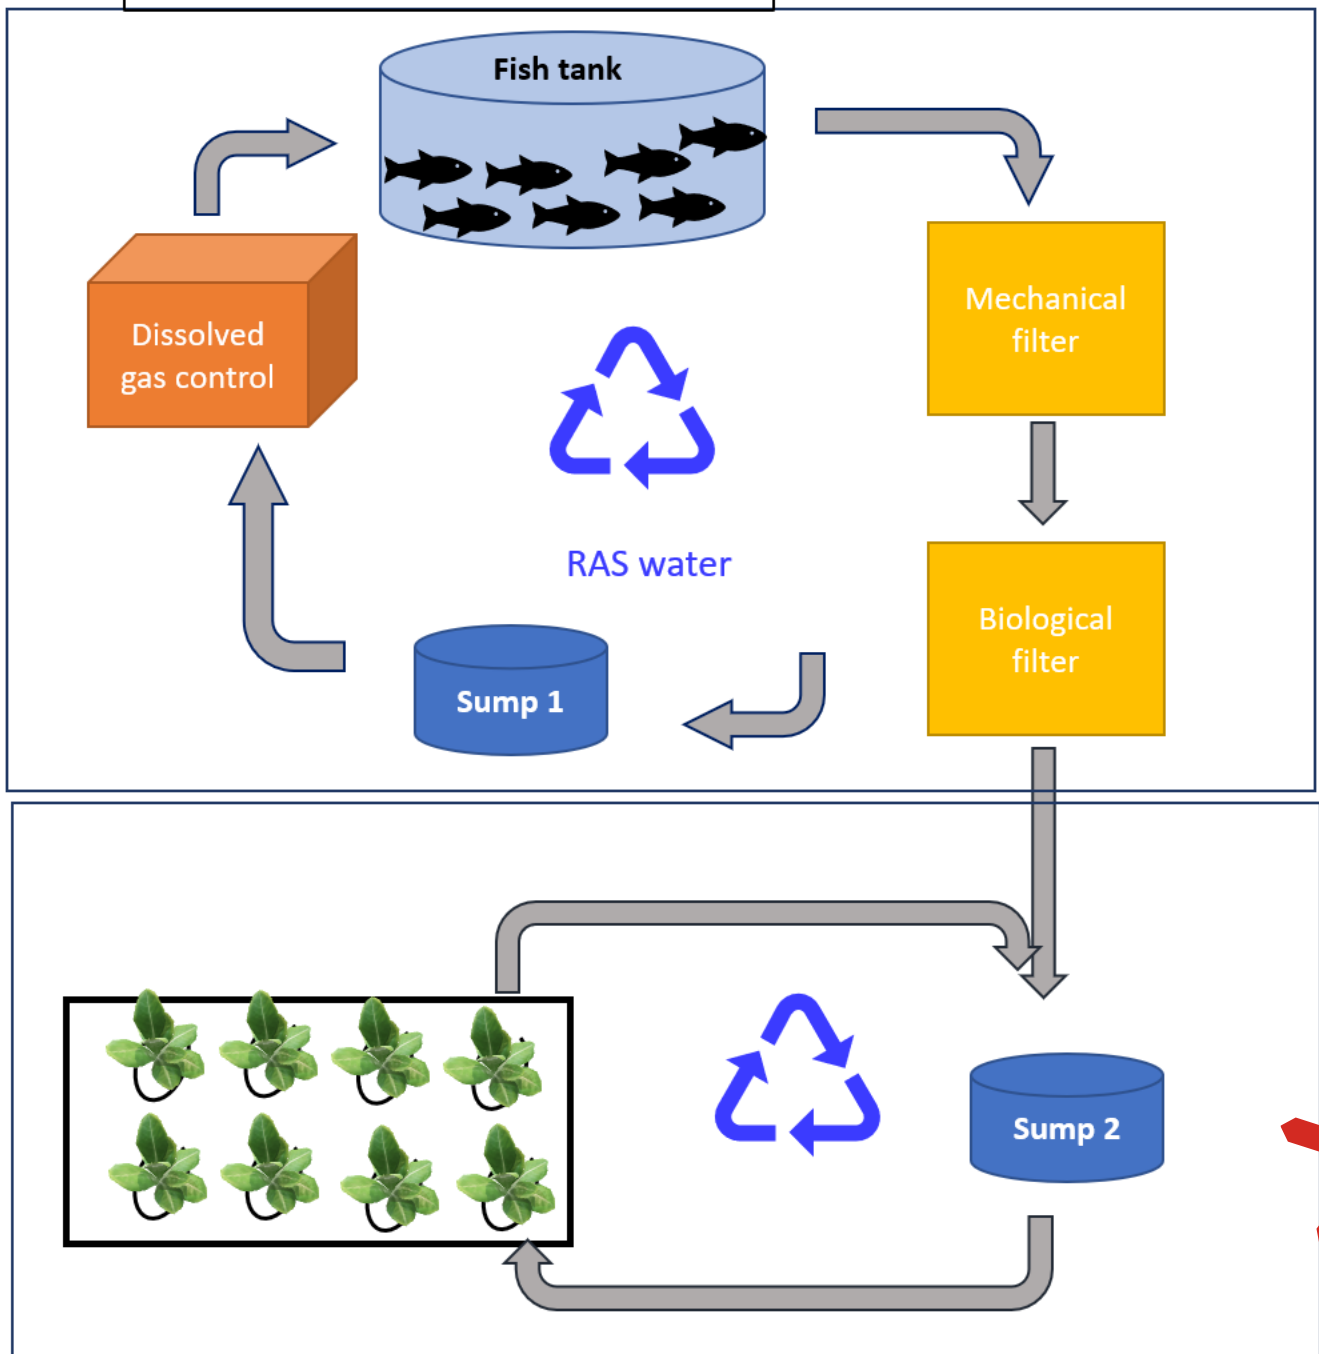 Fish tank
Mechanical
filter
Dissolved
gas control
RAS water
Biological
filter
Sump 1
Sump 2